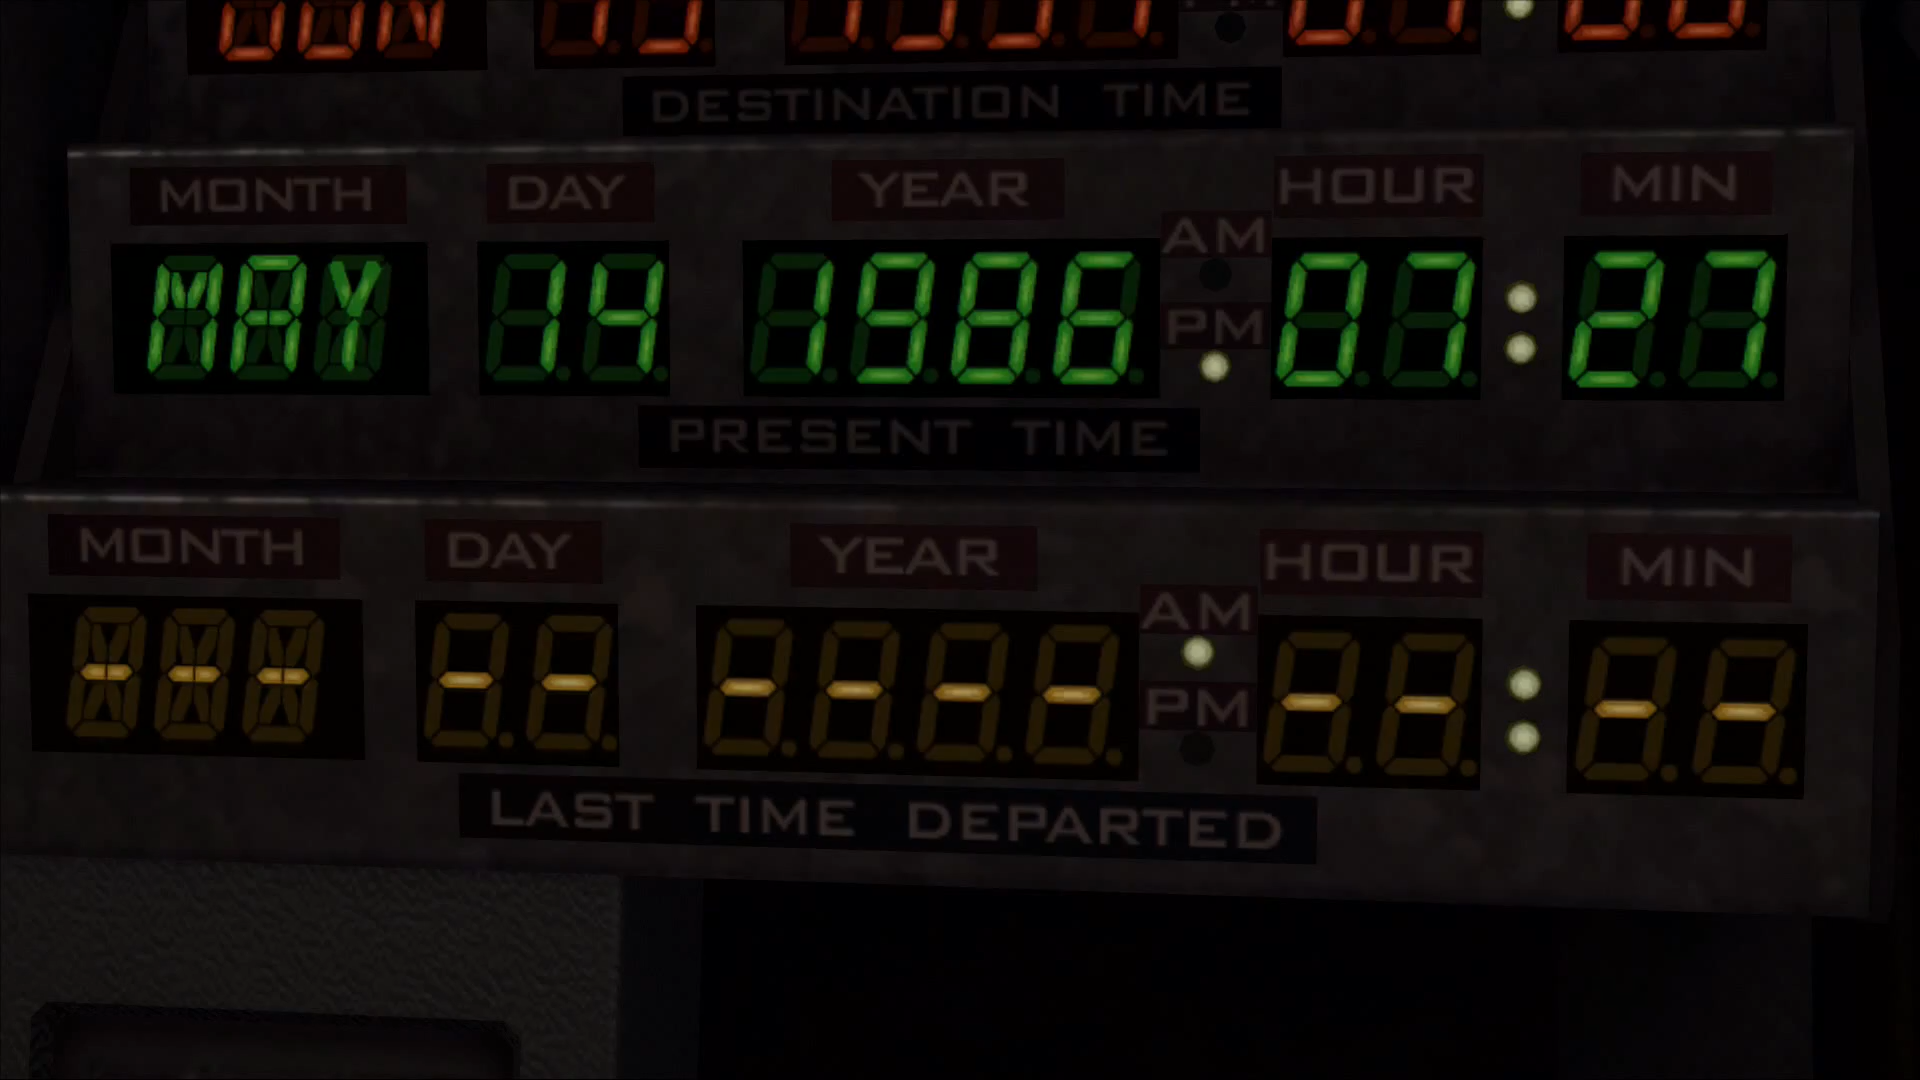 JUN
DESTINATION TIME
MONTH DAY YEAR HOUR MIN
AM
MAY 14 1986 PM 07:27
PRESENT TIME
MONTH DAY YEAR HOUR MIN
AM
--- -- ---- --:--
PM
LAST TIME DEPARTED